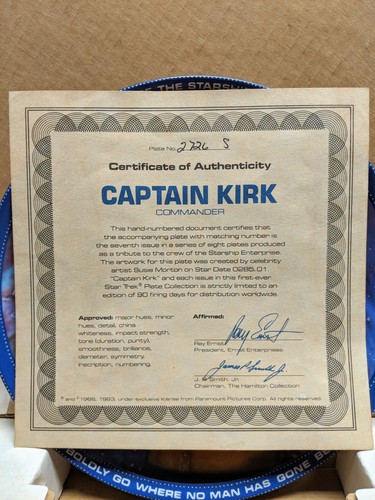 OF THE STARSHIP
Plate No. 2726 S
Certificate of Authenticity
CAPTAIN KIRK
COMMANDER
This hand-numbered document certifies that
the accompanying plate with matching number is
the seventh issue in a series of eight plates produced
as a tribute to the crew of the Starship Enterprise.
The artwork for this plate was created by celebrity
artist Susie Morton on Star Date 0285.01
"Captain Kirk" and each issue in this first-ever
Star Trek® Plate Collection is strictly limited to an
edition of 90 firing days for distribution worldwide.
Approved: major hues, minor
hues, detail, china
whiteness, impact strength,
tone (duration, purity),
smoothness, brilliance,
diameter, symmetry,
inscription, numbering.
Affirmed:
Ray Ernst
Ray Ernst
President, Ernst Enterprises
J. P. Smith, Jr.
Chairman, The Hamilton Collection
® and © 1966, 1983, under exclusive license from Paramount Pictures Corp. All rights reserved.
BOLDLY GO WHERE NO MAN HAS GONE